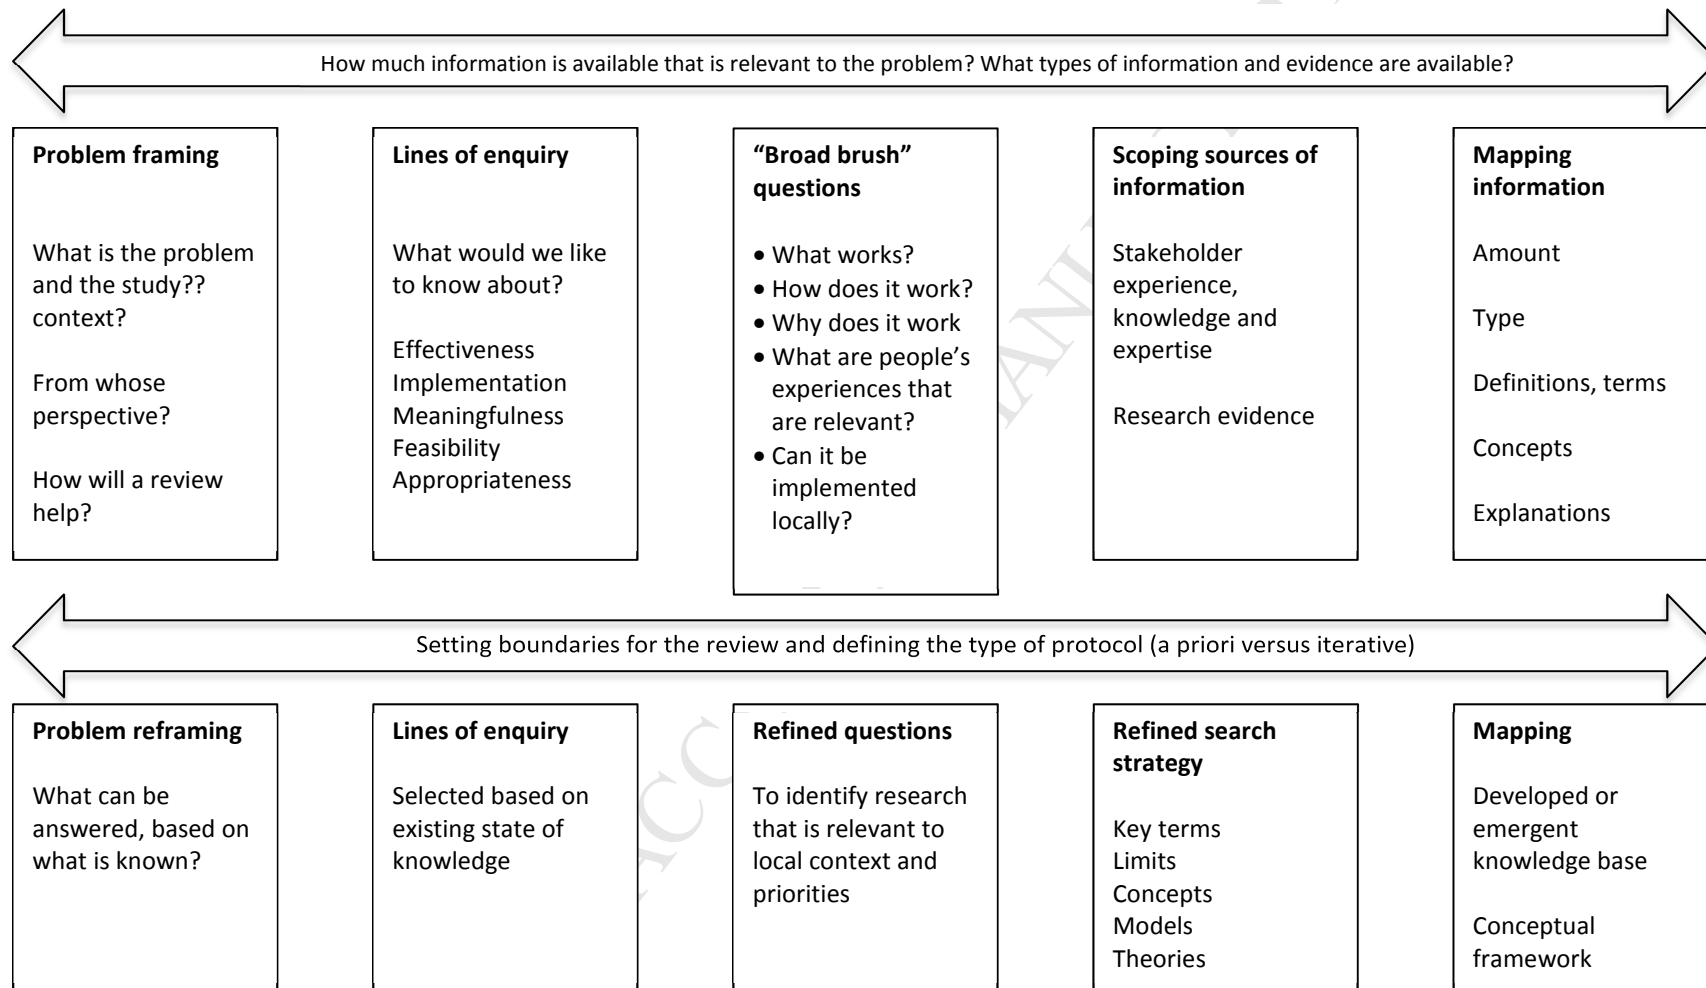 How much information is available that is relevant to the problem? What types of information and evidence are available?
Problem framing
What is the problem
and the study??
context?
From whose
perspective?
How will a review
help?
Lines of enquiry
What would we like
to know about?
Effectiveness
Implementation
Meaningfulness
Feasibility
Appropriateness
“Broad brush”
questions
• What works?
• How does it work?
• Why does it work
• What are people’s
experiences that
are relevant?
• Can it be
implemented
locally?
Scoping sources of
information
Stakeholder
experience,
knowledge and
expertise
Research evidence
Mapping
information
Amount
Type
Definitions, terms
Concepts
Explanations
Setting boundaries for the review and defining the type of protocol (a priori versus iterative)
Problem reframing
What can be
answered, based on
what is known?
Lines of enquiry
Selected based on
existing state of
knowledge
Refined questions
To identify research
that is relevant to
local context and
priorities
Refined search
strategy
Key terms
Limits
Concepts
Models
Theories
Mapping
Developed or
emergent
knowledge base
Conceptual
framework